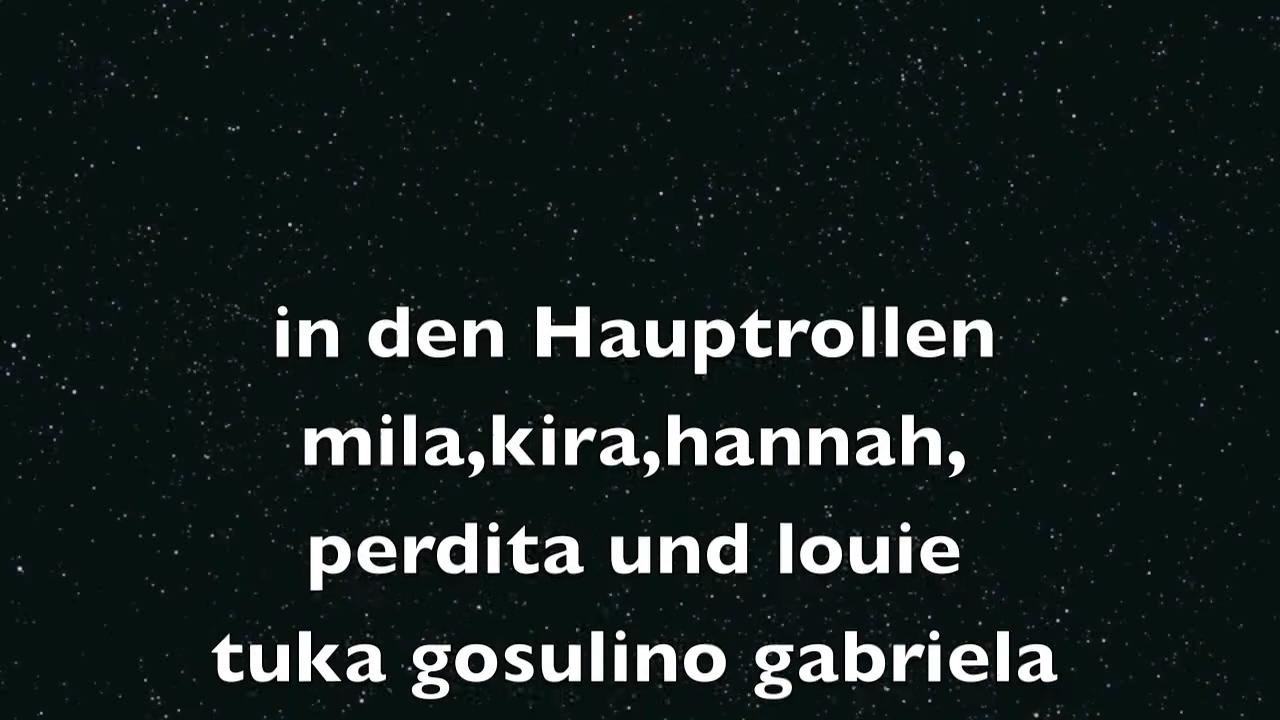 in den Hauptrollen
mila,kira,hannah,
perdita und louie
tuka gosulino gabriela